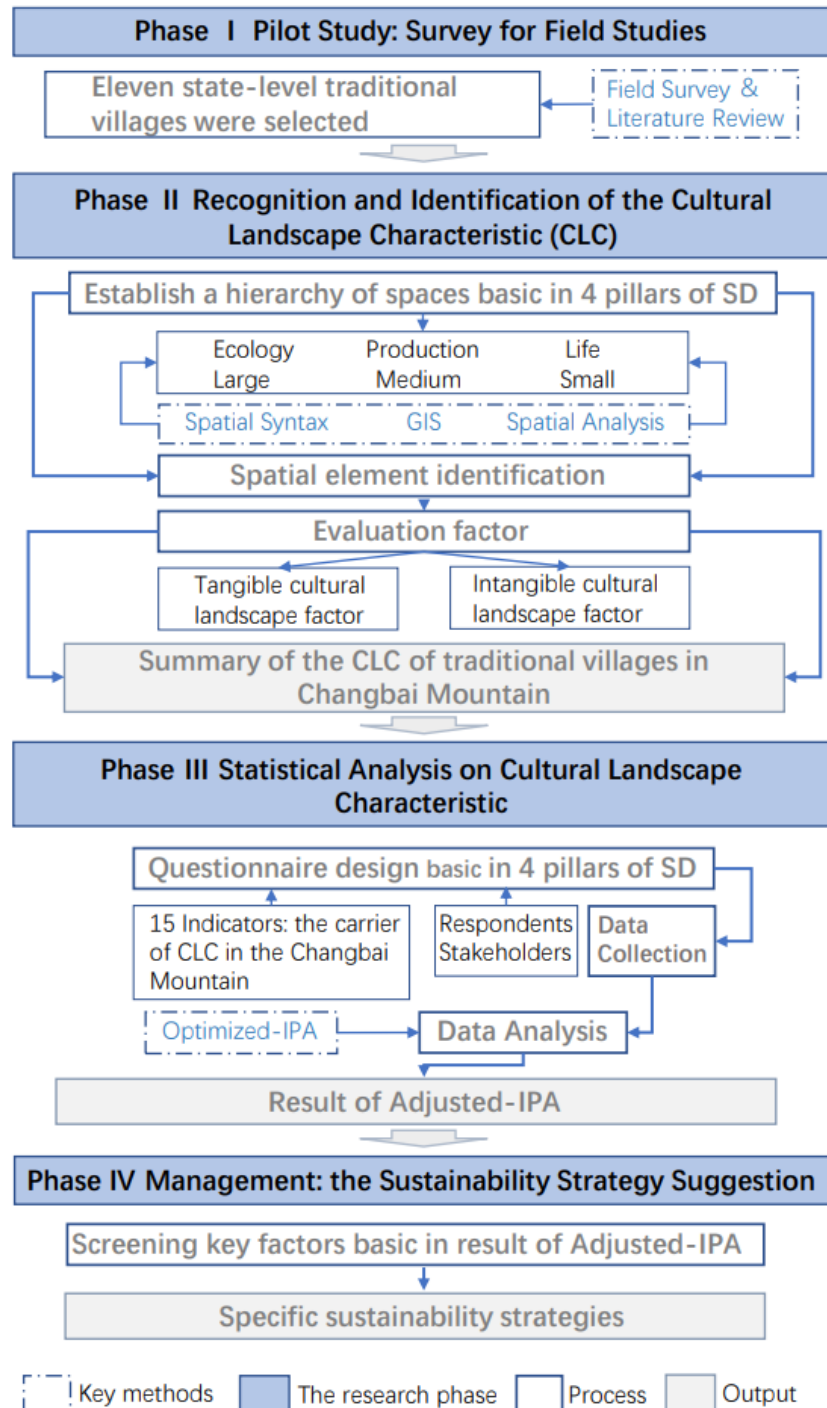 Phase Ⅰ Pilot Study: Survey for Field Studies
Eleven state-level traditional
villages were selected
Field Survey &
Literature Review
Phase Ⅱ Recognition and Identification of the Cultural
Landscape Characteristic (CLC)
Establish a hierarchy of spaces basic in 4 pillars of SD
Ecology Production Life
Large Medium Small
Spatial Syntax GIS Spatial Analysis
Spatial element identification
Evaluation factor
Tangible cultural
landscape factor
Intangible cultural
landscape factor
Summary of the CLC of traditional villages in
Changbai Mountain
Phase Ⅲ Statistical Analysis on Cultural Landscape
Characteristic
Questionnaire design basic in 4 pillars of SD
15 Indicators: the carrier
of CLC in the Changbai
Mountain
Respondents
Stakeholders
Data
Collection
Optimized-IPA
Data Analysis
Result of Adjusted-IPA
Phase Ⅳ Management: the Sustainability Strategy Suggestion
Screening key factors basic in result of Adjusted-IPA
Specific sustainability strategies
Key methods The research phase Process Output